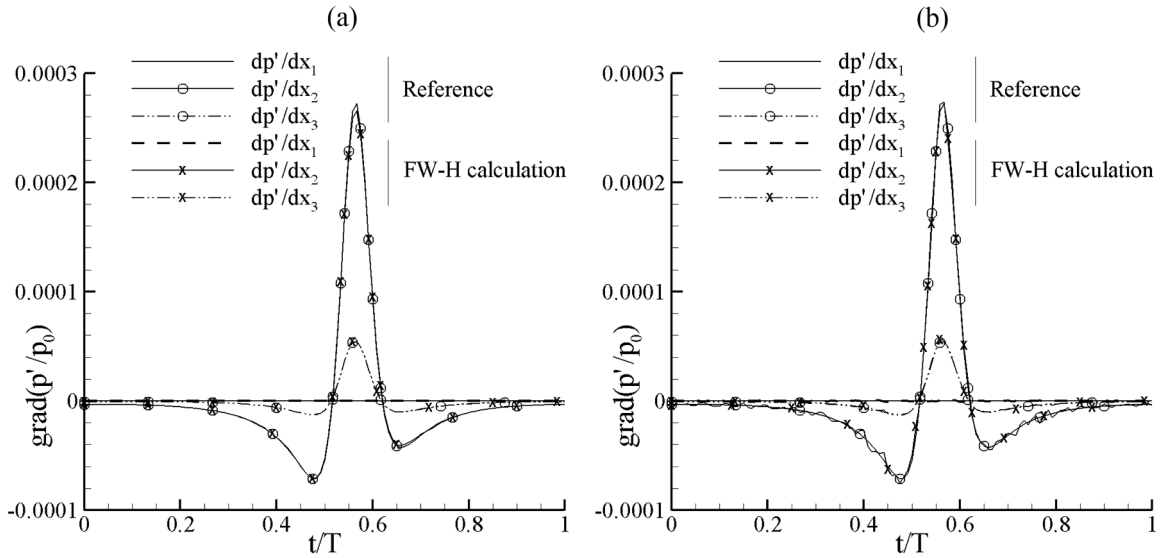 (a)
dp'/dx1
dp'/dx2
dp'/dx3
Reference
dp'/dx1
dp'/dx2
dp'/dx3
FW-H calculation
0.0003
0.0002
0.0001
0
-0.0001
grad(p'/p0)
0
0.2
0.4
0.6
0.8
1
t/T
(b)
dp'/dx1
dp'/dx2
dp'/dx3
Reference
dp'/dx1
dp'/dx2
dp'/dx3
FW-H calculation
0.0003
0.0002
0.0001
0
-0.0001
grad(p'/p0)
0
0.2
0.4
0.6
0.8
1
t/T